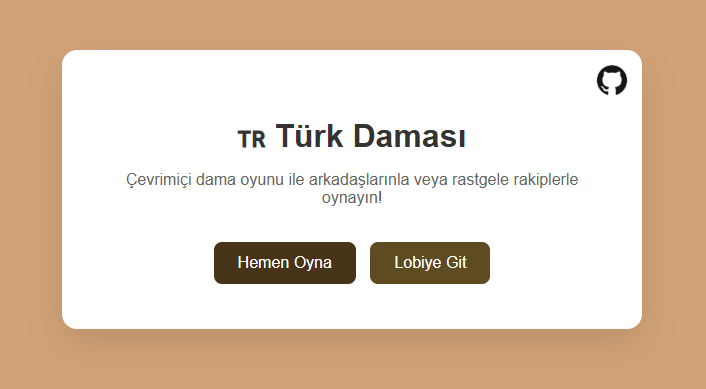 TR Türk Daması
Çevrimiçi dama oyunu ile arkadaşlarınla veya rastgele rakiplerle
oynayın!
Hemen Oyna
Lobiye Git